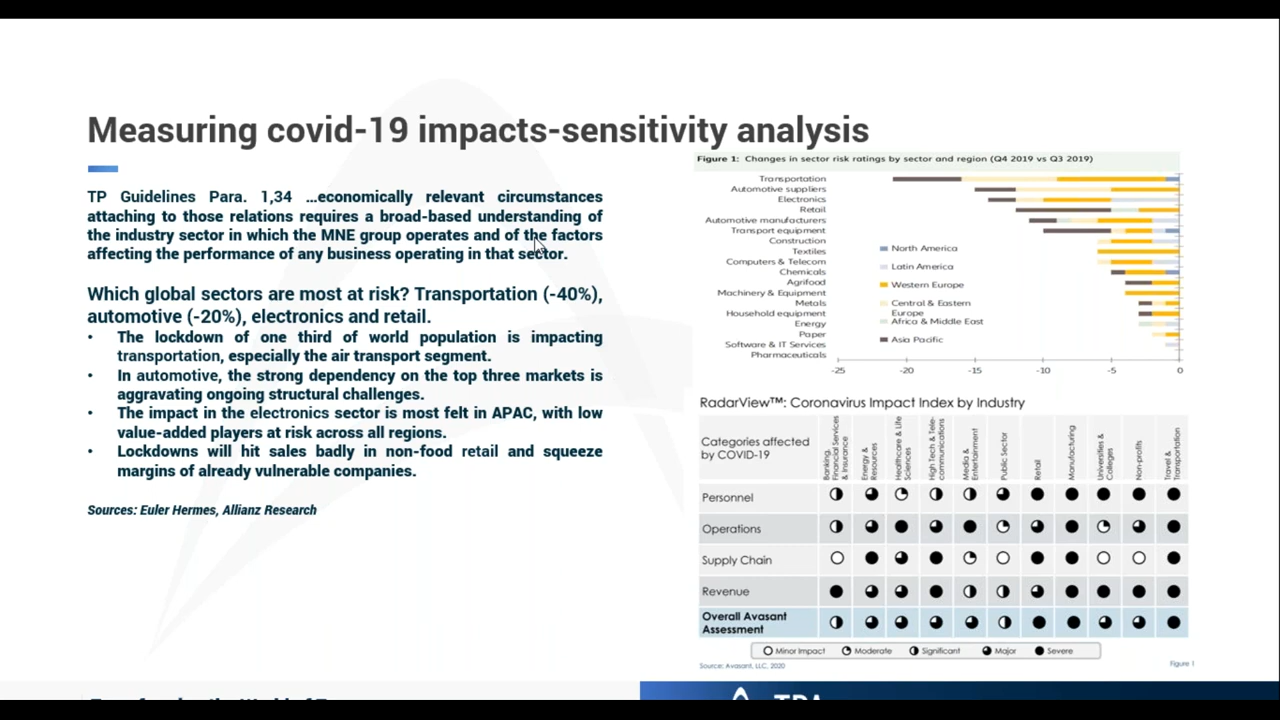 Measuring covid-19 impacts-sensitivity analysis
TP Guidelines Para. 1,34 …economically relevant circumstances
attaching to those relations requires a broad-based understanding of
the industry sector in which the MNE group operates and of the factors
affecting the performance of any business operating in that sector.
Which global sectors are most at risk? Transportation (-40%),
automotive (-20%), electronics and retail.
• The lockdown of one third of world population is impacting
transportation, especially the air transport segment.
• In automotive, the strong dependency on the top three markets is
aggravating ongoing structural challenges.
• The impact in the electronics sector is most felt in APAC, with low
value-added players at risk across all regions.
• Lockdowns will hit sales badly in non-food retail and squeeze
margins of already vulnerable companies.
Sources: Euler Hermes, Allianz Research
Figure 1: Changes in sector risk ratings by sector and region (Q4 2019 vs Q3 2019)
Transportation
Automotive suppliers
Electronics
Retail
Automotive manufacturers
Transport equipment
Construction
Textiles
Computers & Telecom
Chemicals
Agrifood
Machinery & Equipment
Metals
Household equipment
Energy
Paper
Software & IT Services
Pharmaceuticals
North America
Latin America
Western Europe
Central & Eastern
Europe
Africa & Middle East
Asia Pacific
-25 -20 -15 -10 -5 0
RadarView™: Coronavirus Impact Index by Industry
Categories affected
by COVID-19
Banking,
Financial Services
& Insurance
Energy &
Resources
Healthcare & Life
Sciences
High Tech & Tele-
communications
Media &
Entertainment
Public Sector
Retail
Manufacturing
Universities &
Colleges
Non-profits
Travel &
Transportation
Personnel
Operations
Supply Chain
Revenue
Overall Avasant
Assessment
Minor Impact Moderate Significant Major Severe
Source: Avasant, LLC, 2020
Figure 1